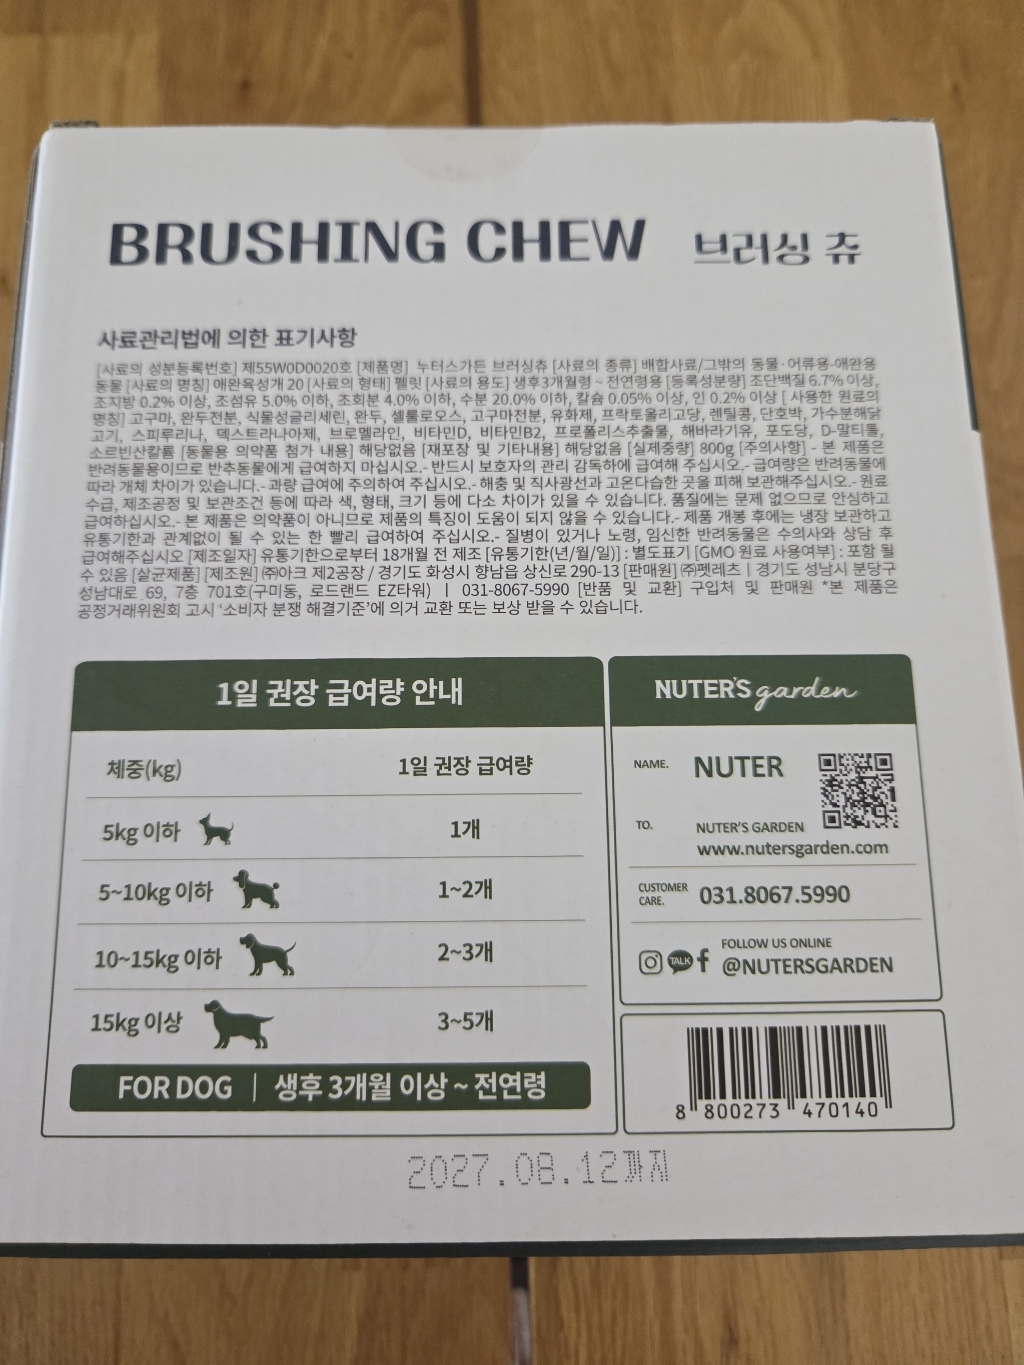 BRUSHING CHEW 브러싱 츄
사료관리법에 의한 표기사항
[사료의 성분등록번호] 제55W0D0020호 [제품명] 누터스가든 브러싱츄 [사료의 종류] 배합사료/그밖의 동물·어류용-애완용
동물 [사료의 명칭] 애완육성개 20 [사료의 형태] 펠릿 [사료의 용도] 생후3개월령~전연령용 [등록성분량] 조단백질 6.7% 이상,
조지방 0.2% 이상, 조섬유 5.0% 이하, 조회분 4.0% 이하, 수분 20.0% 이하, 칼슘 0.05% 이상, 인 0.2% 이상 [ 사용한 원료의
명칭] 고구마, 완두전분, 식물성글리세린, 완두, 셀룰로오스, 고구마전분, 유화제, 프락토올리고당, 렌틸콩, 단호박, 가수분해닭
고기, 스피루리나, 덱스트라나아제, 브로멜라인, 비타민D, 비타민B2, 프로폴리스추출물, 해바라기유, 포도당, D-말티톨,
소르빈산칼륨 [동물용 의약품 첨가 내용] 해당없음 [재포장 및 기타내용] 해당없음 [실제중량] 800g [주의사항] - 본 제품은
반려동물용이므로 반추동물에게 급여하지 마십시오.- 반드시 보호자의 관리 감독하에 급여해 주십시오.- 급여량은 반려동물에
따라 개체 차이가 있습니다.- 과량 급여에 주의하여 주십시오.- 해충 및 직사광선과 고온다습한 곳을 피해 보관해주십시오.- 원료
수급, 제조공정 및 보관조건 등에 따라 색, 형태, 크기 등에 다소 차이가 있을 수 있습니다. 품질에는 문제 없으므로 안심하고
급여하십시오.- 본 제품은 의약품이 아니므로 제품의 특징이 도움이 되지 않을 수 있습니다.- 제품 개봉 후에는 냉장 보관하고
유통기한과 관계없이 될 수 있는 한 빨리 급여하여 주십시오.- 질병이 있거나 노령, 임신한 반려동물은 수의사와 상담 후
급여해주십시오 [제조일자] 유통기한으로부터 18개월 전 제조 [유통기한(년/월/일)] : 별도표기 [GMO 원료 사용여부] : 포함 될
수 있음 [살균제품] [제조원] ㈜아크 제2공장 / 경기도 화성시 향남읍 상신로 290-13 [판매원] ㈜펫레츠 | 경기도 성남시 분당구
성남대로 69, 7층 701호(구미동, 로드랜드 EZ타워) | 031-8067-5990 [반품 및 교환] 구입처 및 판매원 *본 제품은
공정거래위원회 고시 '소비자 분쟁 해결기준'에 의거 교환 또는 보상 받을 수 있습니다.
1일 권장 급여량 안내
체중(kg) 1일 권장 급여량
5kg 이하 1개
5~10kg 이하 1~2개
10~15kg 이하 2~3개
15kg 이상 3~5개
FOR DOG | 생후 3개월 이상 ~ 전연령
NUTER'S garden
NAME. NUTER
TO. NUTER'S GARDEN
www.nutersgarden.com
CUSTOMER CARE. 031.8067.5990
FOLLOW US ONLINE
TALK f @NUTERSGARDEN
8 800273 470140
2027.08.12까지